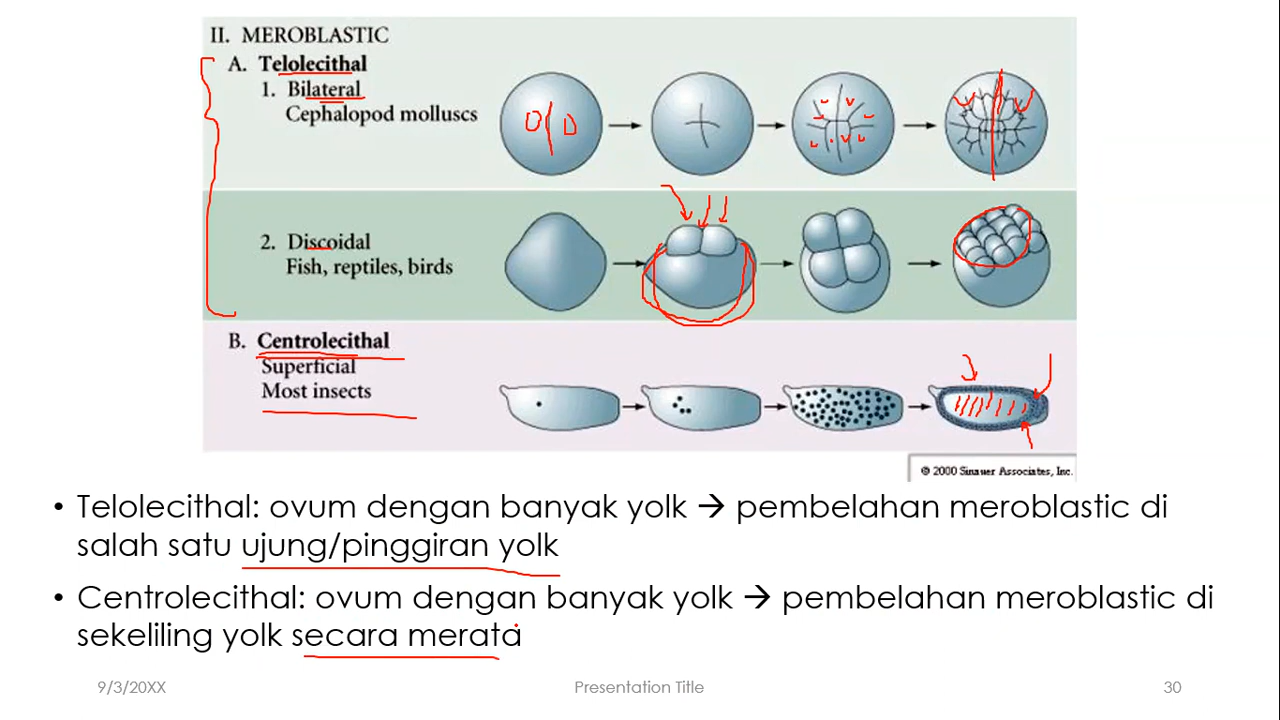 II. MEROBLASTIC
A. Telolecithal
1. Bilateral
Cephalopod molluscs
2. Discoidal
Fish, reptiles, birds
B. Centrolecithal
Superficial
Most insects
© 2000 Sinauer Associates, Inc.
• Telolecithal: ovum dengan banyak yolk → pembelahan meroblastic di
salah satu ujung/pinggiran yolk
• Centrolecithal: ovum dengan banyak yolk → pembelahan meroblastic di
sekeliling yolk secara merata
9/3/20XX
Presentation Title
30